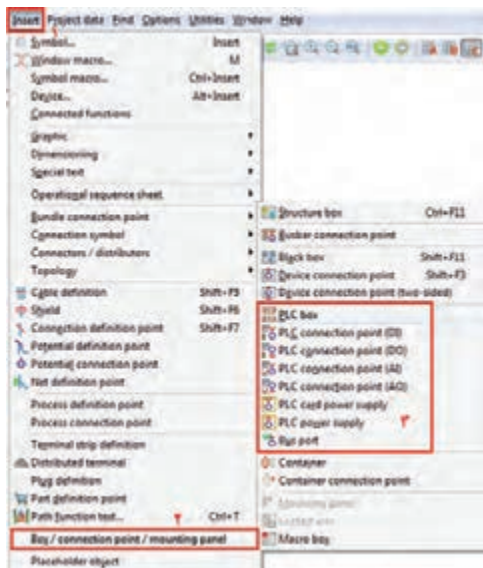 Insert Project data Find Options Utilities Window Help
۱
Symbol... Insert
Window macro... M
Symbol macro... Ctrl+Insert
Device... Alt+Insert
Connected functions
Graphic
Dimensioning
Special text
Operational sequence sheet
Bundle connection point
Connection symbol
Connectors / distributors
Topology
Cable definition Shift+F5
Shield Shift+F6
Connection definition point Shift+F7
Potential definition point
Potential connection point
Net definition point
Process definition point
Process connection point
Terminal strip definition
Distributed terminal
Plug definition
Part definition point
Path function text... Ctrl+T
۲
Box / connection point / mounting panel
Placeholder object
Structure box Ctrl+F11
Busbar connection point
Black box Shift+F11
Device connection point Shift+F3
Device connection point (two-sided)
PLC box
PLC connection point (DI)
PLC connection point (DO)
PLC connection point (AI)
PLC connection point (AO)
PLC card power supply
PLC power supply
۳
Bus port
Container
Container connection point
Mounting panel
Macro box